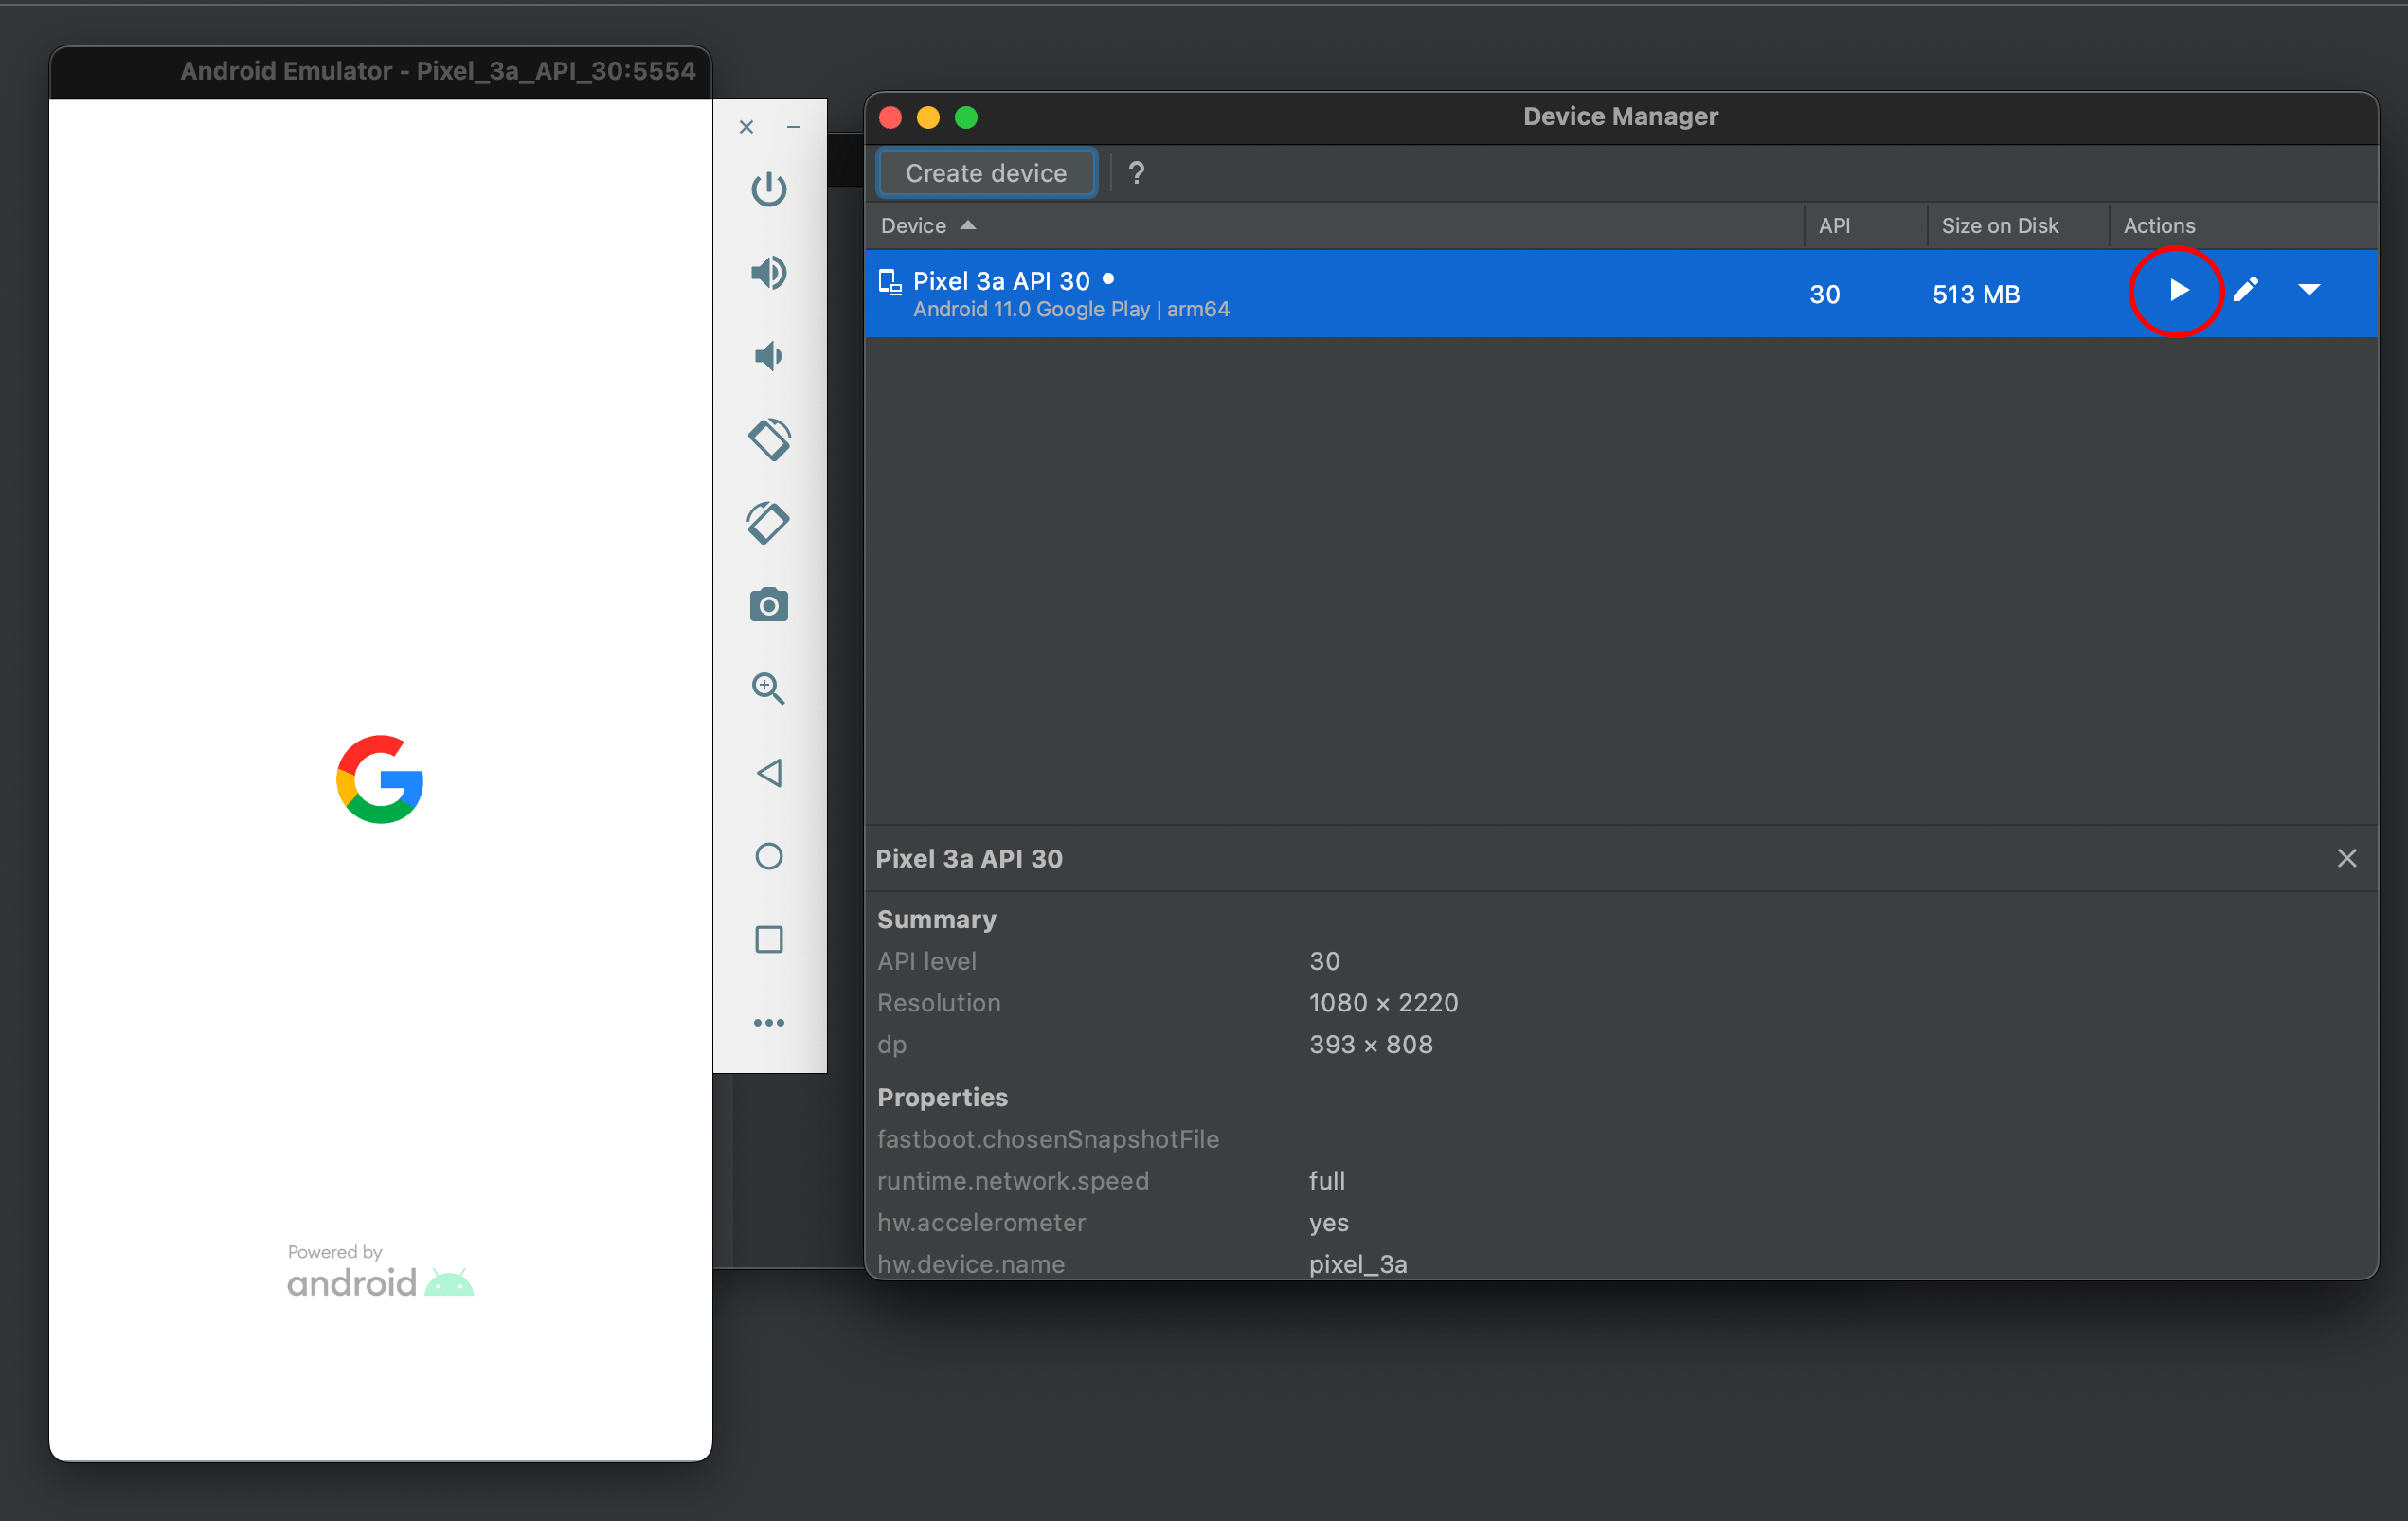 Android Emulator - Pixel_3a_API_30:5554
Powered by
android
Device Manager
Create device
?
Device
API
Size on Disk
Actions
Pixel 3a API 30
30
513 MB
Android 11.0 Google Play | arm64
Pixel 3a API 30
Summary
API level 30
Resolution 1080 × 2220
dp 393 × 808
Properties
fastboot.chosenSnapshotFile
runtime.network.speed full
hw.accelerometer yes
hw.device.name pixel_3a